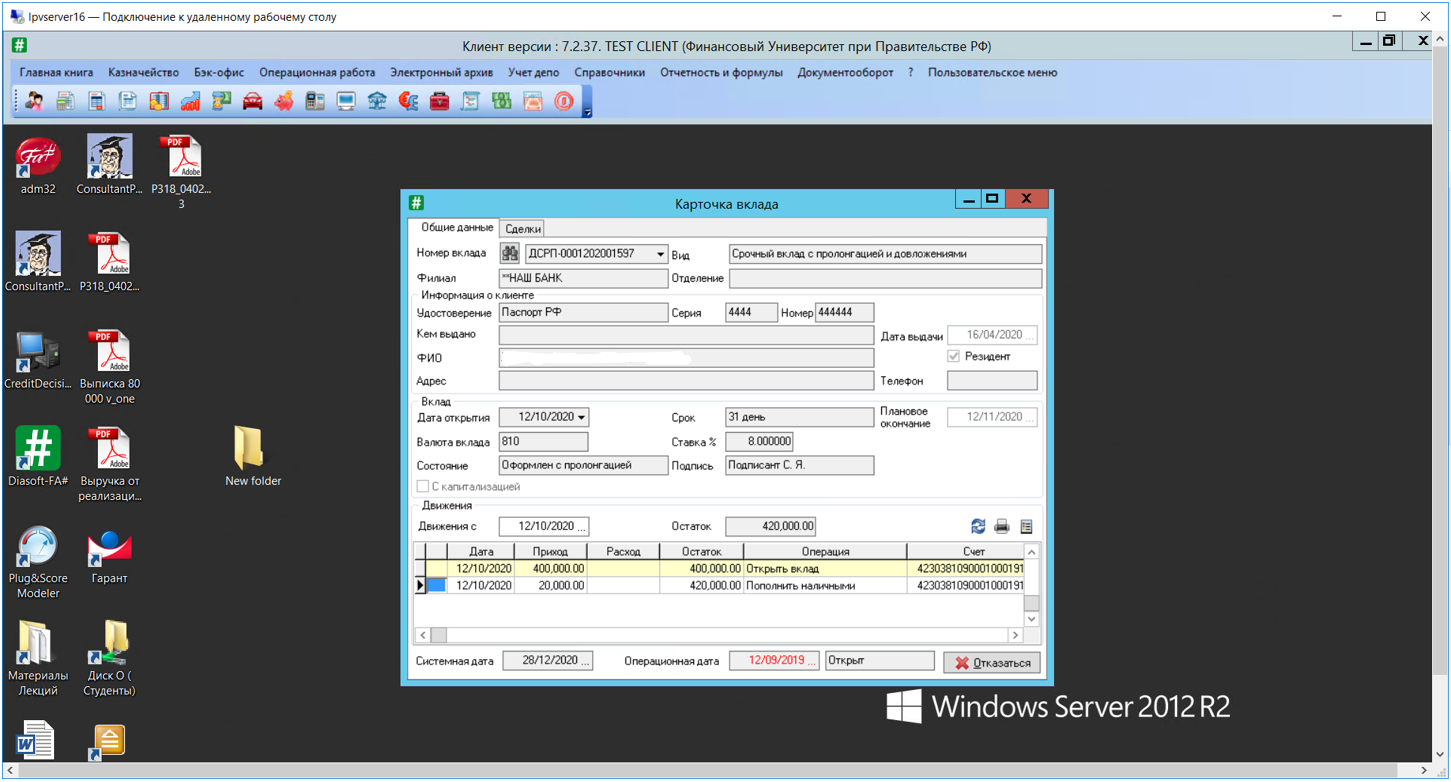 lpvserver16 — Подключение к удаленному рабочему столу
Клиент версии : 7.2.37. TEST CLIENT (Финансовый Университет при Правительстве РФ)
Главная книга Казначейство Бэк-офис Операционная работа Электронный архив Учет депо Справочники Отчетность и формулы Документооборот ? Пользовательское меню
adm32 ConsultantP... P318_0402...
3
ConsultantP... P318_0402...
CreditDecisi... Выписка 80
000 v_one
Diasoft-FA# Выручка от
реализаци...
New folder
Plug&Score
Modeler
Гарант
Материалы
Лекций
Диск O (
Студенты)
Карточка вклада
Общие данные Сделки
Номер вклада ДСРП-0001202001597 Вид Срочный вклад с пролонгацией и довложениями
Филиал **НАШ БАНК Отделение
Информация о клиенте
Удостоверение Паспорт РФ Серия 4444 Номер 444444
Кем выдано Дата выдачи 16/04/2020 ...
ФИО Резидент
Адрес Телефон
Вклад
Дата открытия 12/10/2020 Срок 31 день Плановое
окончание 12/11/2020 ...
Валюта вклада 810 Ставка % 8.000000
Состояние Оформлен с пролонгацией Подпись Подписант С. Я.
С капитализацией
Движения
Движения с 12/10/2020 ... Остаток 420,000.00
Дата Приход Расход Остаток Операция Счет
12/10/2020 400,000.00 400,000.00 Открыть вклад 4230381090001000191
12/10/2020 20,000.00 420,000.00 Пополнить наличными 4230381090001000191
Системная дата 28/12/2020 ... Операционная дата 12/09/2019 ... Открыт Отказаться
Windows Server 2012 R2